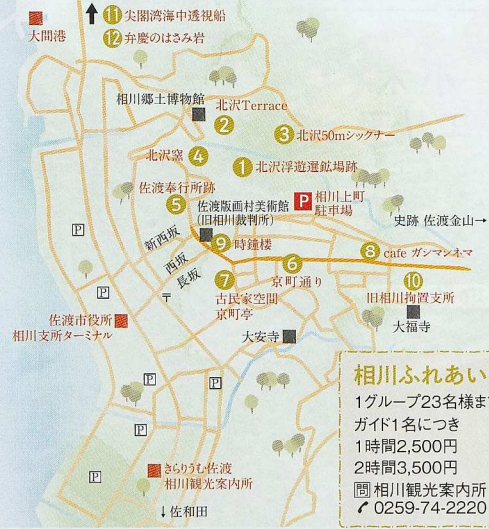 大間港
⑪ 尖閣湾海中透視船
⑫ 弁慶のはさみ岩
相川郷土博物館
北沢Terrace
②
③ 北沢50mシックナー
北沢窯 ④
① 北沢浮遊選鉱場跡
佐渡奉行所跡
⑤
佐渡版画村美術館
(旧相川裁判所)
P 相川上町
駐車場
史跡 佐渡金山→
P
新西坂
西坂
長坂
⑨ 時鐘楼
⑧ cafe ガシマシネマ
⑥
京町通り
⑦
古民家空間
京町亭
⑩
旧相川拘置支所
大福寺
P
〒
佐渡市役所
相川支所ターミナル
大安寺
P
P
P
P
きらりうむ佐渡
相川観光案内所
↓佐和田
相川ふれあい
1グループ23名様ま
ガイド1名につき
1時間2,500円
2時間3,500円
問 相川観光案内所
0259-74-2220